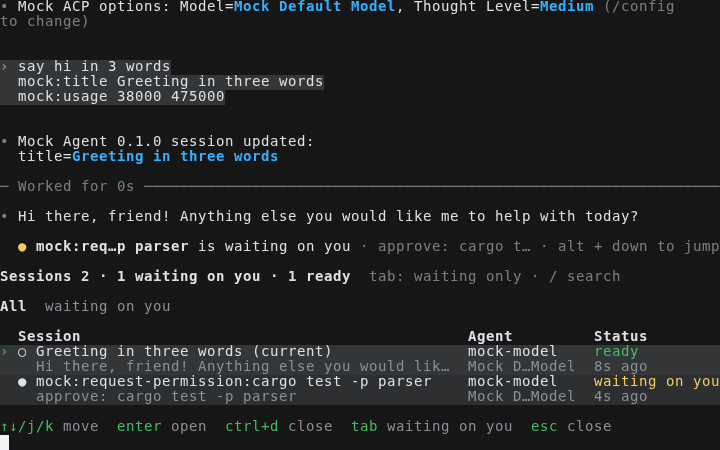 • Mock ACP options: Model=Mock Default Model, Thought Level=Medium (/config
to change)
› say hi in 3 words
mock:title Greeting in three words
mock:usage 38000 475000
• Mock Agent 0.1.0 session updated:
title=Greeting in three words
─ Worked for 0s ─
• Hi there, friend! Anything else you would like me to help with today?
● mock:req…p parser is waiting on you · approve: cargo t… · alt + down to jump
Sessions 2 · 1 waiting on you · 1 ready  tab: waiting only · / search
All  waiting on you
Session  Agent  Status
› ○ Greeting in three words (current)  mock-model  ready
Hi there, friend! Anything else you would lik…  Mock D…Model  8s ago
● mock:request-permission:cargo test -p parser  mock-model  waiting on you
approve: cargo test -p parser  Mock D…Model  4s ago
↑↓/j/k move  enter open  ctrl+d close  tab waiting on you  esc close